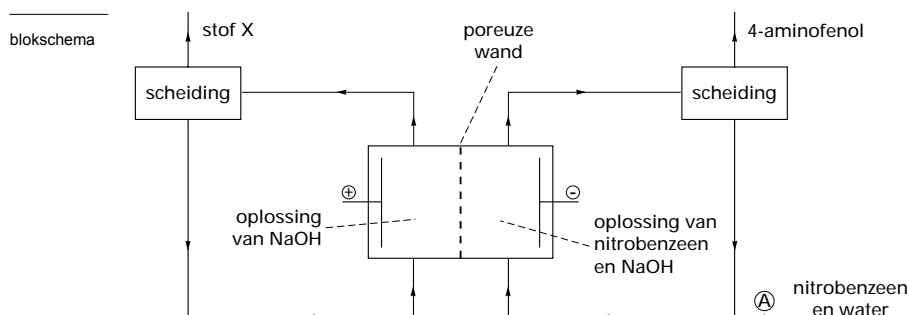 blokschema
stof X
poreuze
wand
4-aminofenol
scheiding
scheiding
+
-
oplossing
van NaOH
oplossing van
nitrobenzeen
en NaOH
A
nitrobenzeen
en water